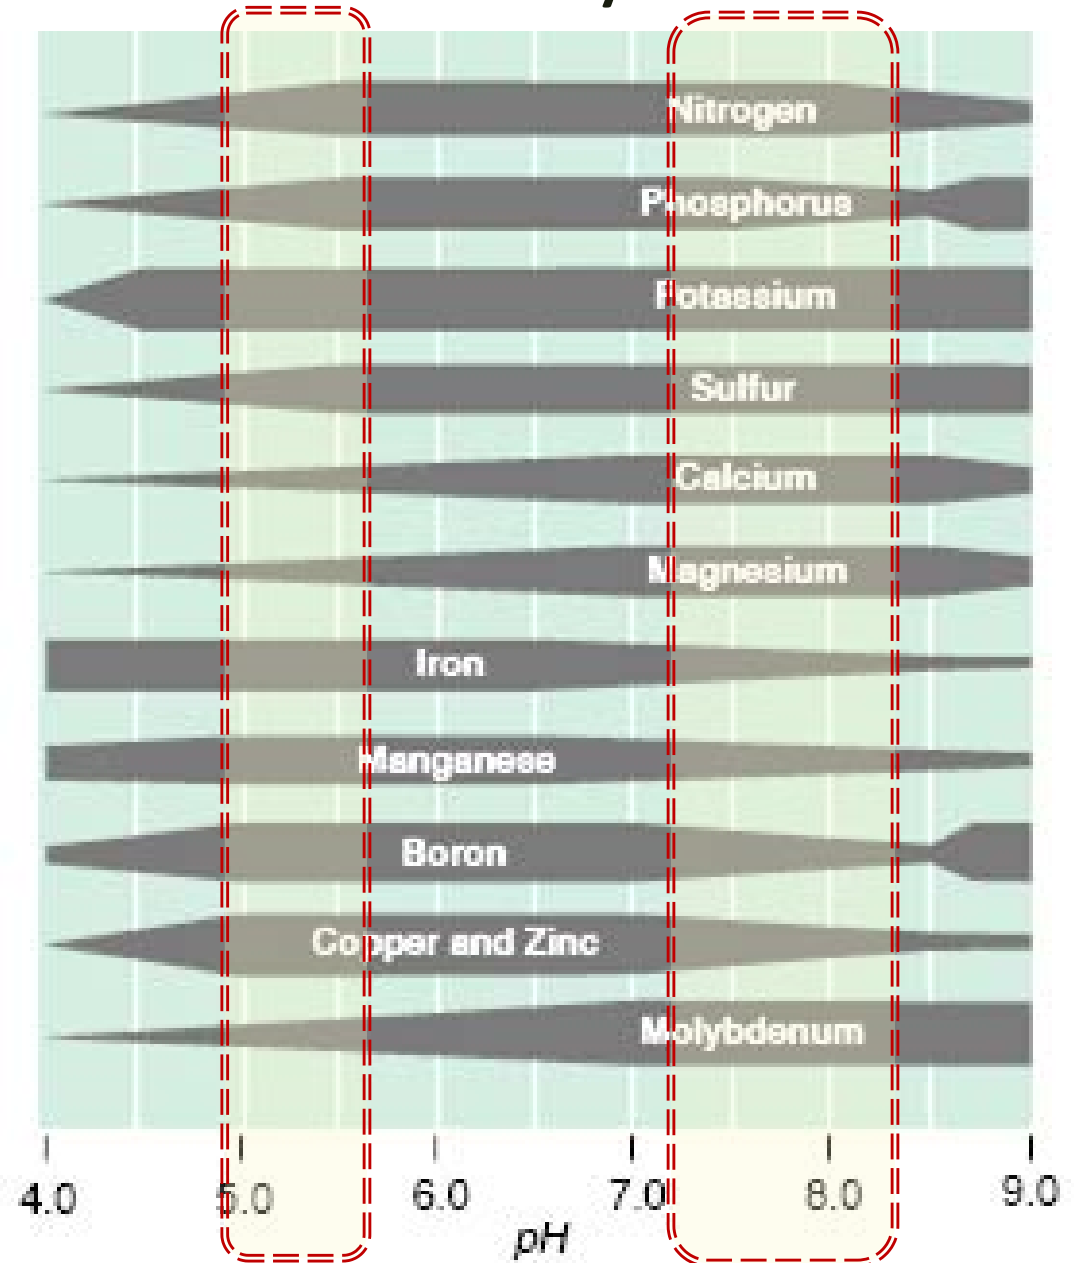 Nitrogen
Phosphorus
Potassium
Sulfur
Calcium
Magnesium
Iron
Manganese
Boron
Copper and Zinc
Molybdenum
4.0 5.0 6.0 7.0 8.0 9.0
pH